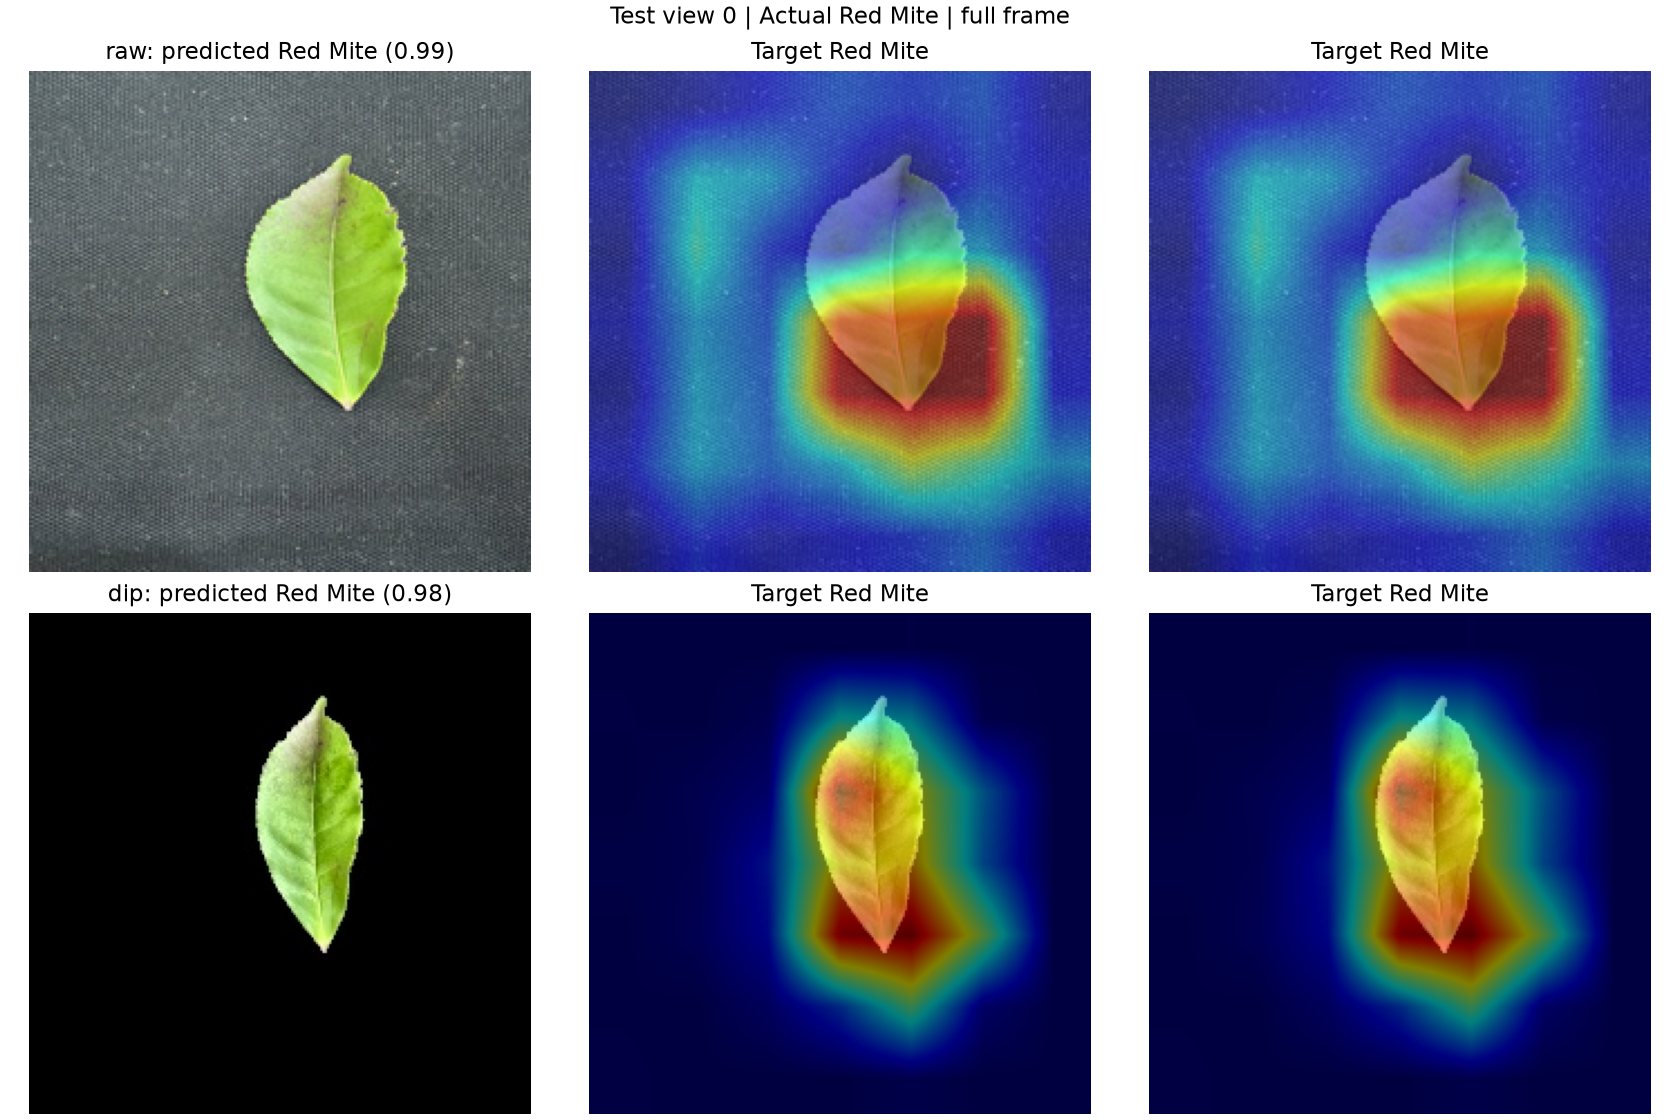 Test view 0 | Actual Red Mite | full frame
raw: predicted Red Mite (0.99)
Target Red Mite
Target Red Mite
dip: predicted Red Mite (0.98)
Target Red Mite
Target Red Mite